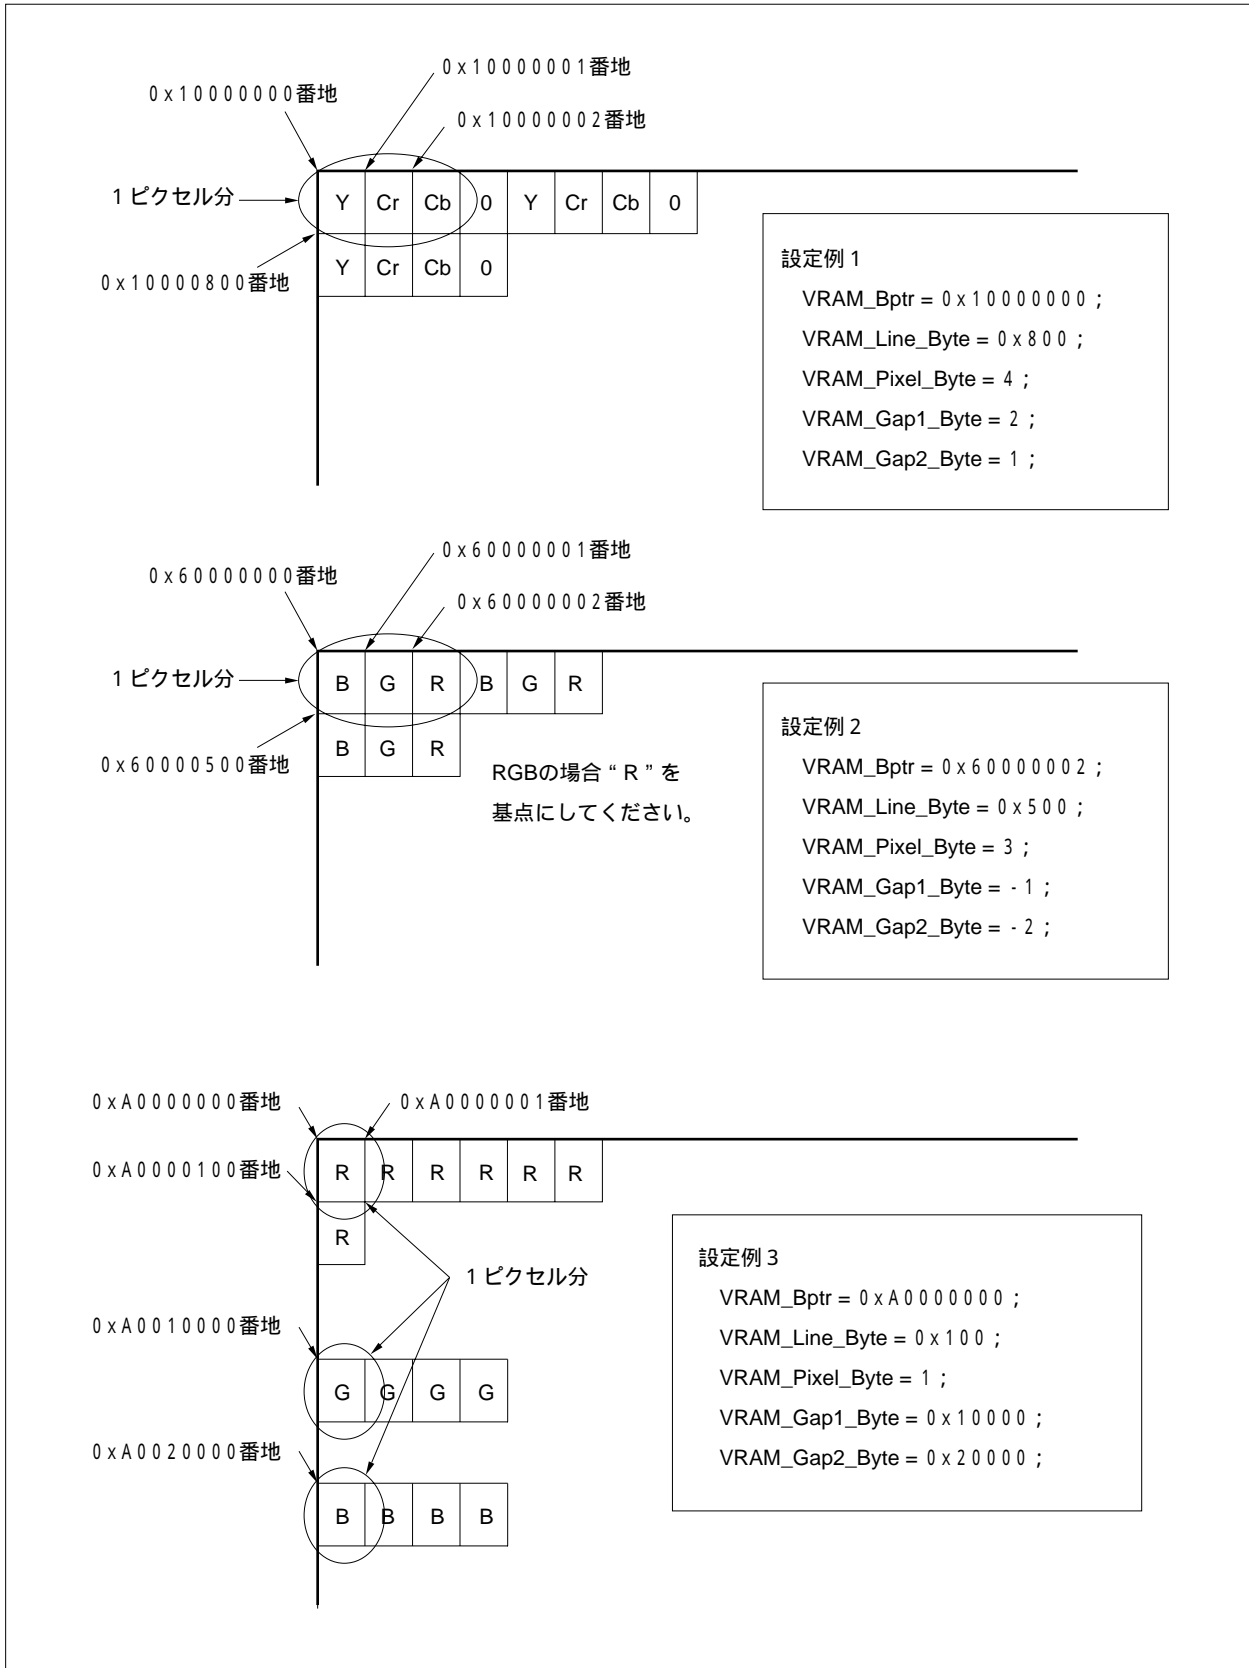 0x10000001番地
0x10000000番地
0x10000002番地
1ピクセル分
Y Cr Cb 0 Y Cr Cb 0
Y Cr Cb 0
0x10000800番地
設定例1
VRAM_Bptr = 0x10000000;
VRAM_Line_Byte = 0x800;
VRAM_Pixel_Byte = 4;
VRAM_Gap1_Byte = 2;
VRAM_Gap2_Byte = 1;
0x60000001番地
0x60000000番地
0x60000002番地
1ピクセル分
B G R B G R
B G R
0x60000500番地
RGBの場合“R”を
基点にしてください。
設定例2
VRAM_Bptr = 0x60000002;
VRAM_Line_Byte = 0x500;
VRAM_Pixel_Byte = 3;
VRAM_Gap1_Byte = -1;
VRAM_Gap2_Byte = -2;
0xA0000000番地
0xA0000001番地
0xA0000100番地
R R R R R R
R
1ピクセル分
0xA0010000番地
G G G G
0xA0020000番地
B B B B
設定例3
VRAM_Bptr = 0xA0000000;
VRAM_Line_Byte = 0x100;
VRAM_Pixel_Byte = 1;
VRAM_Gap1_Byte = 0x10000;
VRAM_Gap2_Byte = 0x20000;